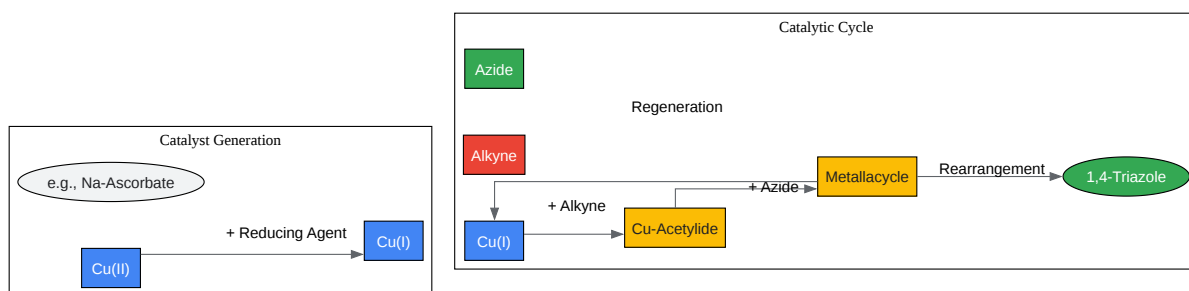 Catalyst Generation
e.g., Na-Ascorbate
+ Reducing Agent
Cu(II)
Cu(I)
Catalytic Cycle
Azide
Regeneration
Alkyne
Metallacycle
Rearrangement
1,4-Triazole
+ Azide
+ Alkyne
Cu(I)
Cu-Acetylide